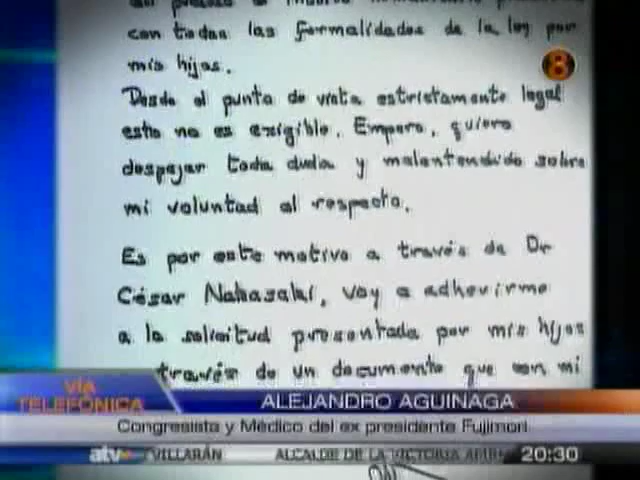 con todas las formalidades de la ley por
mis hijos.
8
Desde el punto de vista estrictamente legal
esto no es exigible. Empero, quiero
despejar toda duda y malentendido sobre
mi voluntad al respecto.
Es por este motivo a través de Dr
César Nakasaki, voy a adherirme
a la solicitud presentada por mis hijos
través de un documento que con mi
VÍA
TELEFÓNICA
ALEJANDRO AGUINAGA
Congresista y Médico del ex presidente Fujimori
atv VILLARÁN ALCALDE DE LA VICTORIA 20:30